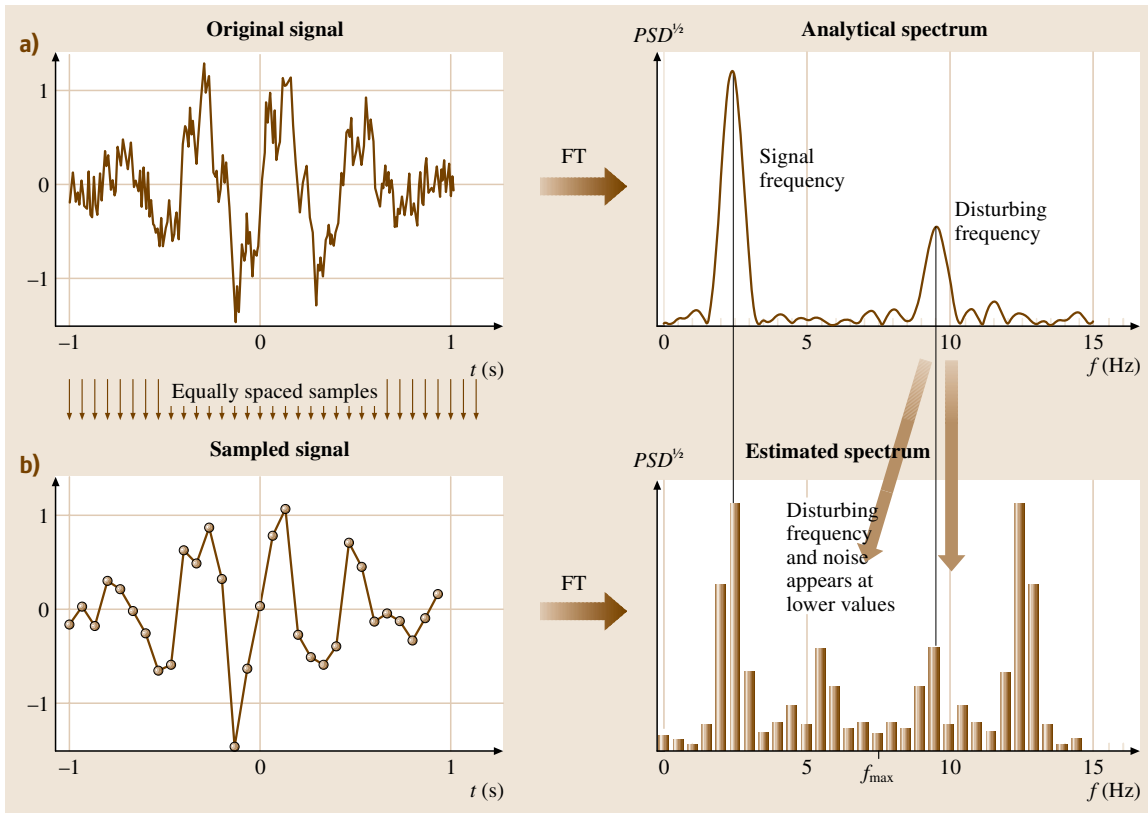 a)
Original signal
1
0
–1
–1
0
1
t (s)
FT
PSD½
Analytical spectrum
Signal
frequency
Disturbing
frequency
0
5
10
15
f (Hz)
Equally spaced samples
b)
Sampled signal
1
0
–1
–1
0
1
t (s)
FT
PSD½
Estimated spectrum
Disturbing
frequency
and noise
appears at
lower values
0
5
fmax
10
15
f (Hz)